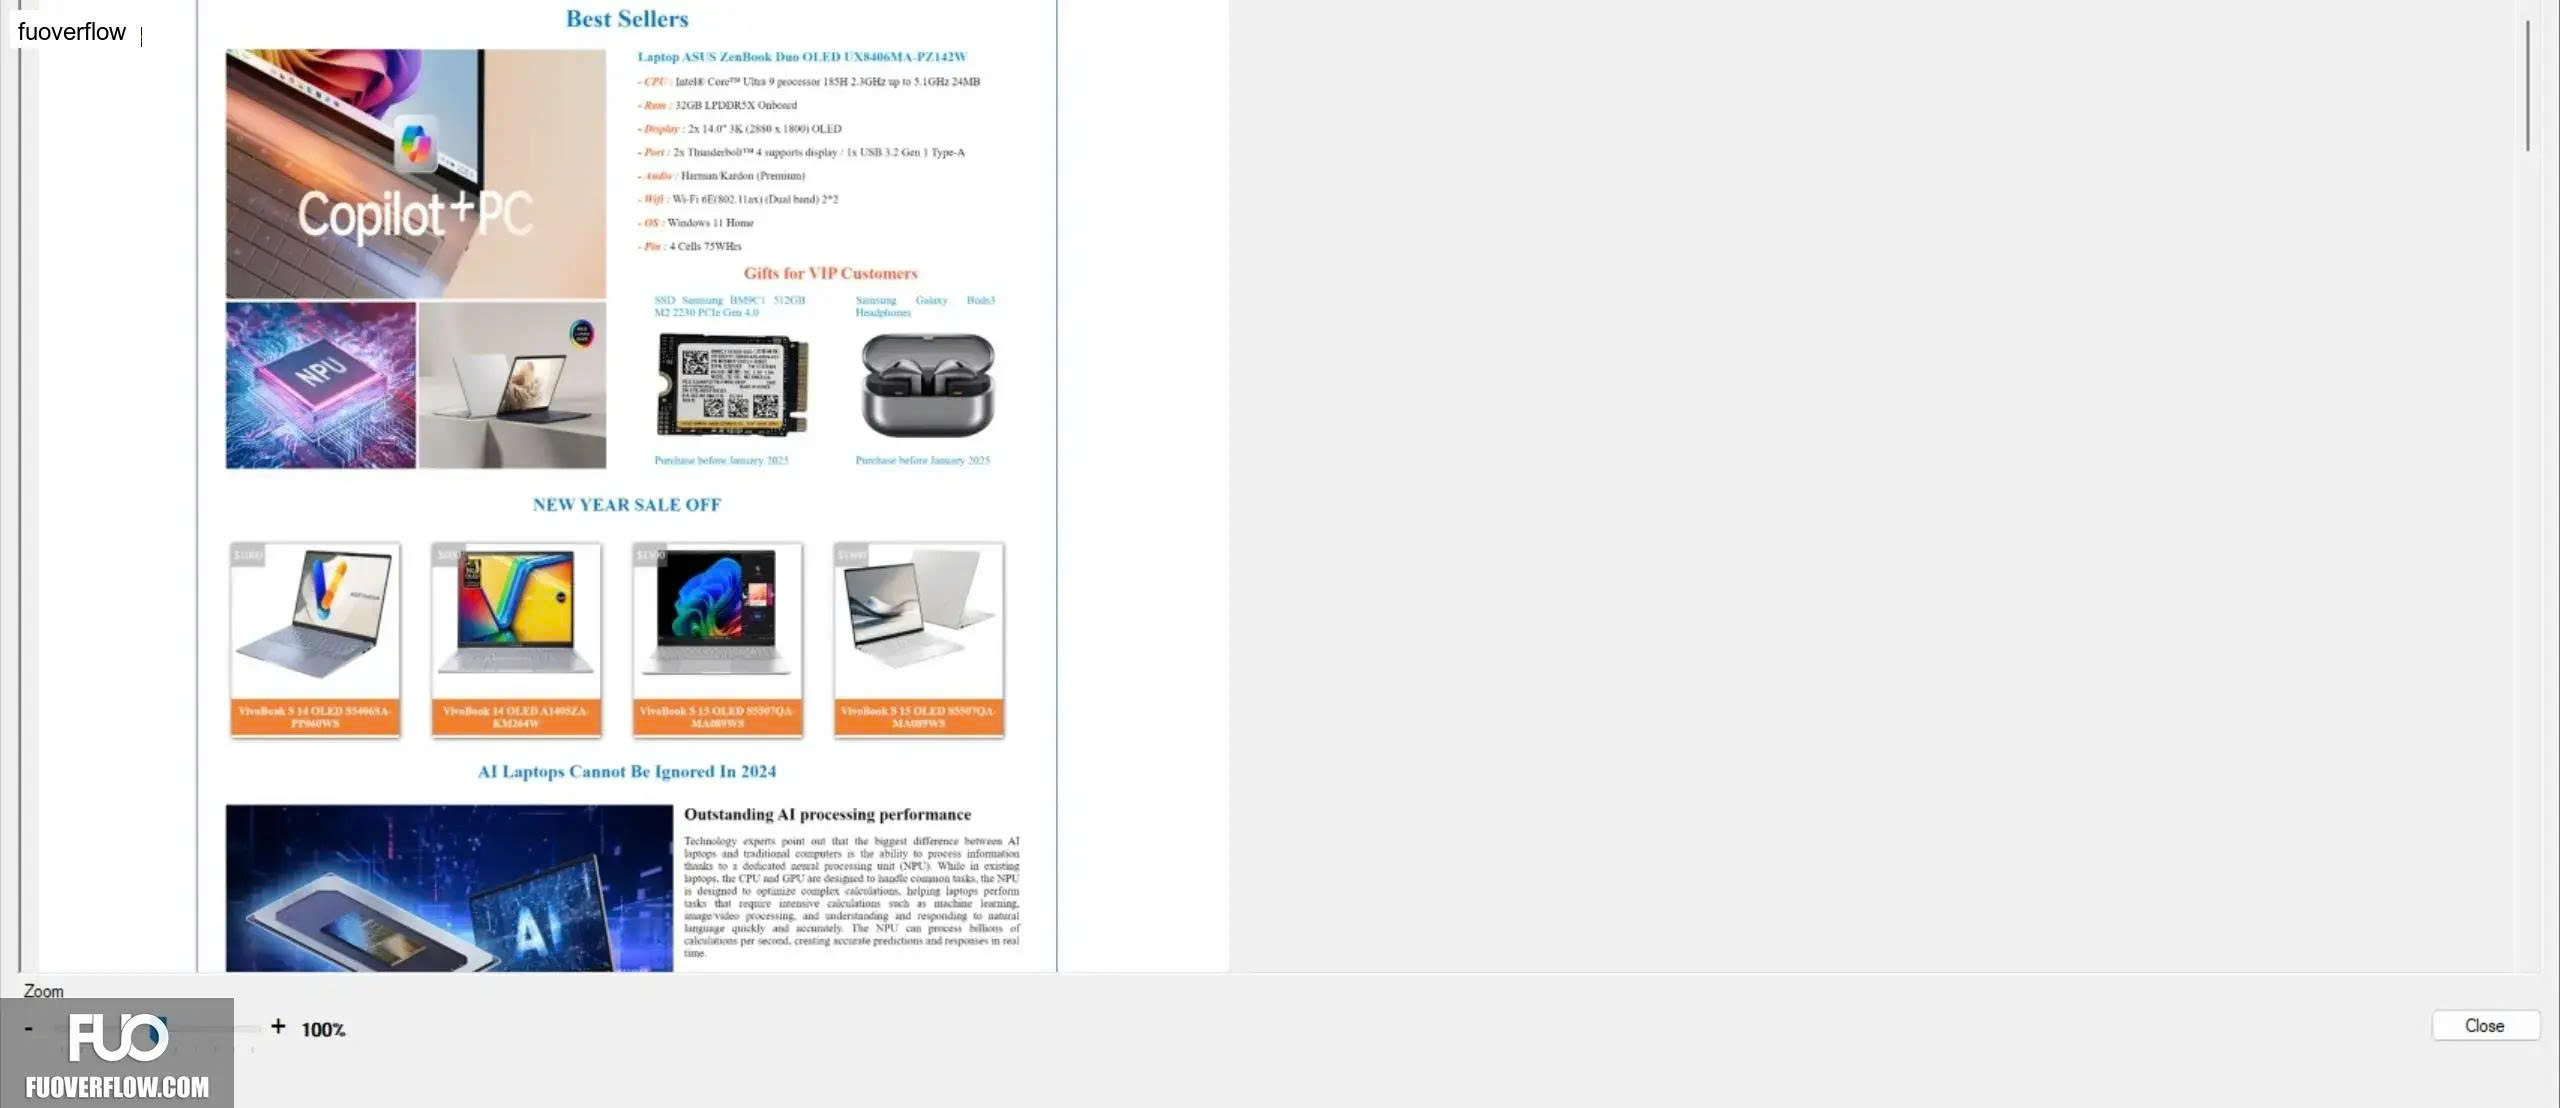 fuoverflow
Best Sellers
Laptop ASUS ZenBook Duo OLED UX8406MA-PZ142W
- CPU : Intel® Core™ Ultra 9 processor 185H 2.3GHz up to 5.1GHz 24MB
- Ram : 32GB LPDDR5X Onboard
- Display : 2x 14.0" 3K (2880 x 1800) OLED
- Port : 2x Thunderbolt™ 4 supports display / 1x USB 3.2 Gen 1 Type-A
- Audio : Harman/Kardon (Premium)
- Wifi : Wi-Fi 6E(802.11ax) (Dual band) 2*2
- OS : Windows 11 Home
- Pin : 4 Cells 75WHrs
Copilot+PC
NPU
Gifts for VIP Customers
SSD Samsung BM9C1 512GB
M2 2230 PCIe Gen 4.0
Samsung Galaxy Buds3
Headphones
Purchase before January 2025
Purchase before January 2025
NEW YEAR SALE OFF
$1300
VivoBook S 14 OLED S5406SA-
PP060WS
VivoBook 14 OLED A1405ZA-
KM264W
VivoBook S 15 OLED S5507QA-
MA089WS
VivoBook S 15 OLED S5507QA-
MA089WS
AI Laptops Cannot Be Ignored In 2024
AI
Outstanding AI processing performance
Technology experts point out that the biggest difference between AI
laptops and traditional computers is the ability to process information
thanks to a dedicated neural processing unit (NPU). While in existing
laptops, the CPU and GPU are designed to handle common tasks, the NPU
is designed to optimize complex calculations, helping laptops perform
tasks that require intensive calculations such as machine learning,
image/video processing, and understanding and responding to natural
language quickly and accurately. The NPU can process billions of
calculations per second, creating accurate predictions and responses in real
time.
Zoom
- + 100%
Close
FUO
FUOVERFLOW.COM